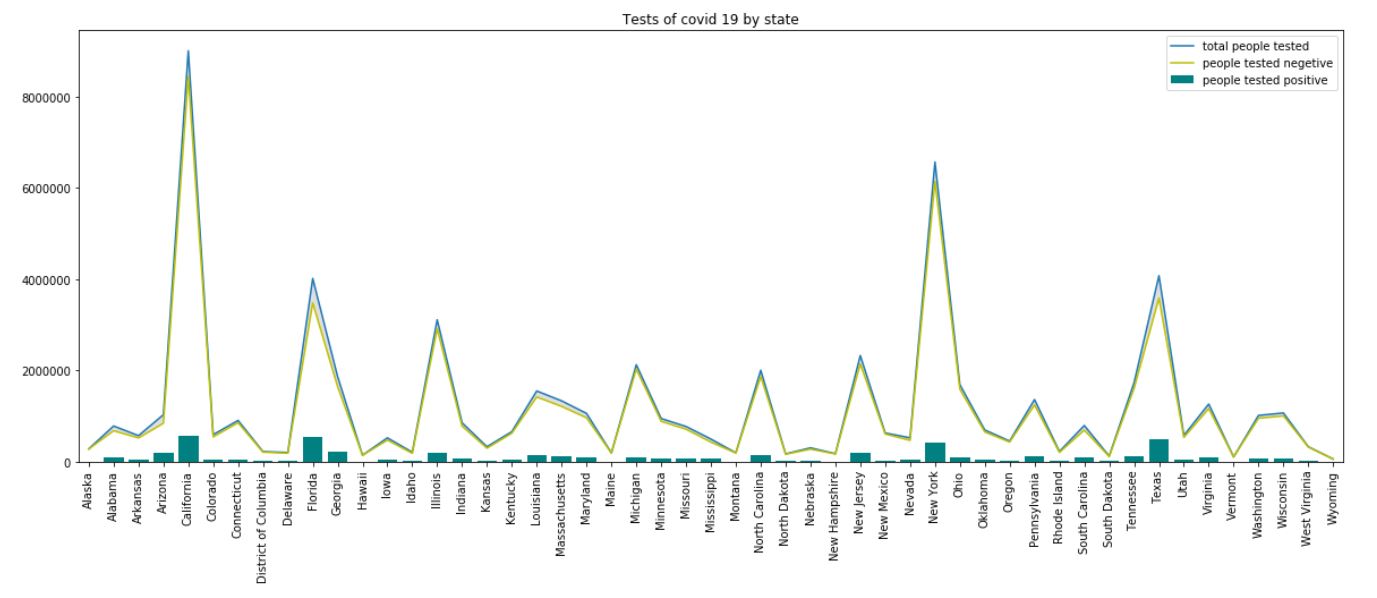 Tests of covid 19 by state
total people tested
people tested negetive
people tested positive
8000000
6000000
4000000
2000000
0
Alaska
Alabama
Arkansas
Arizona
California
Colorado
Connecticut
District of Columbia
Delaware
Florida
Georgia
Hawaii
Iowa
Idaho
Illinois
Indiana
Kansas
Kentucky
Louisiana
Massachusetts
Maryland
Maine
Michigan
Minnesota
Missouri
Mississippi
Montana
North Carolina
North Dakota
Nebraska
New Hampshire
New Jersey
New Mexico
Nevada
New York
Ohio
Oklahoma
Oregon
Pennsylvania
Rhode Island
South Carolina
South Dakota
Tennessee
Texas
Utah
Virginia
Vermont
Washington
Wisconsin
West Virginia
Wyoming